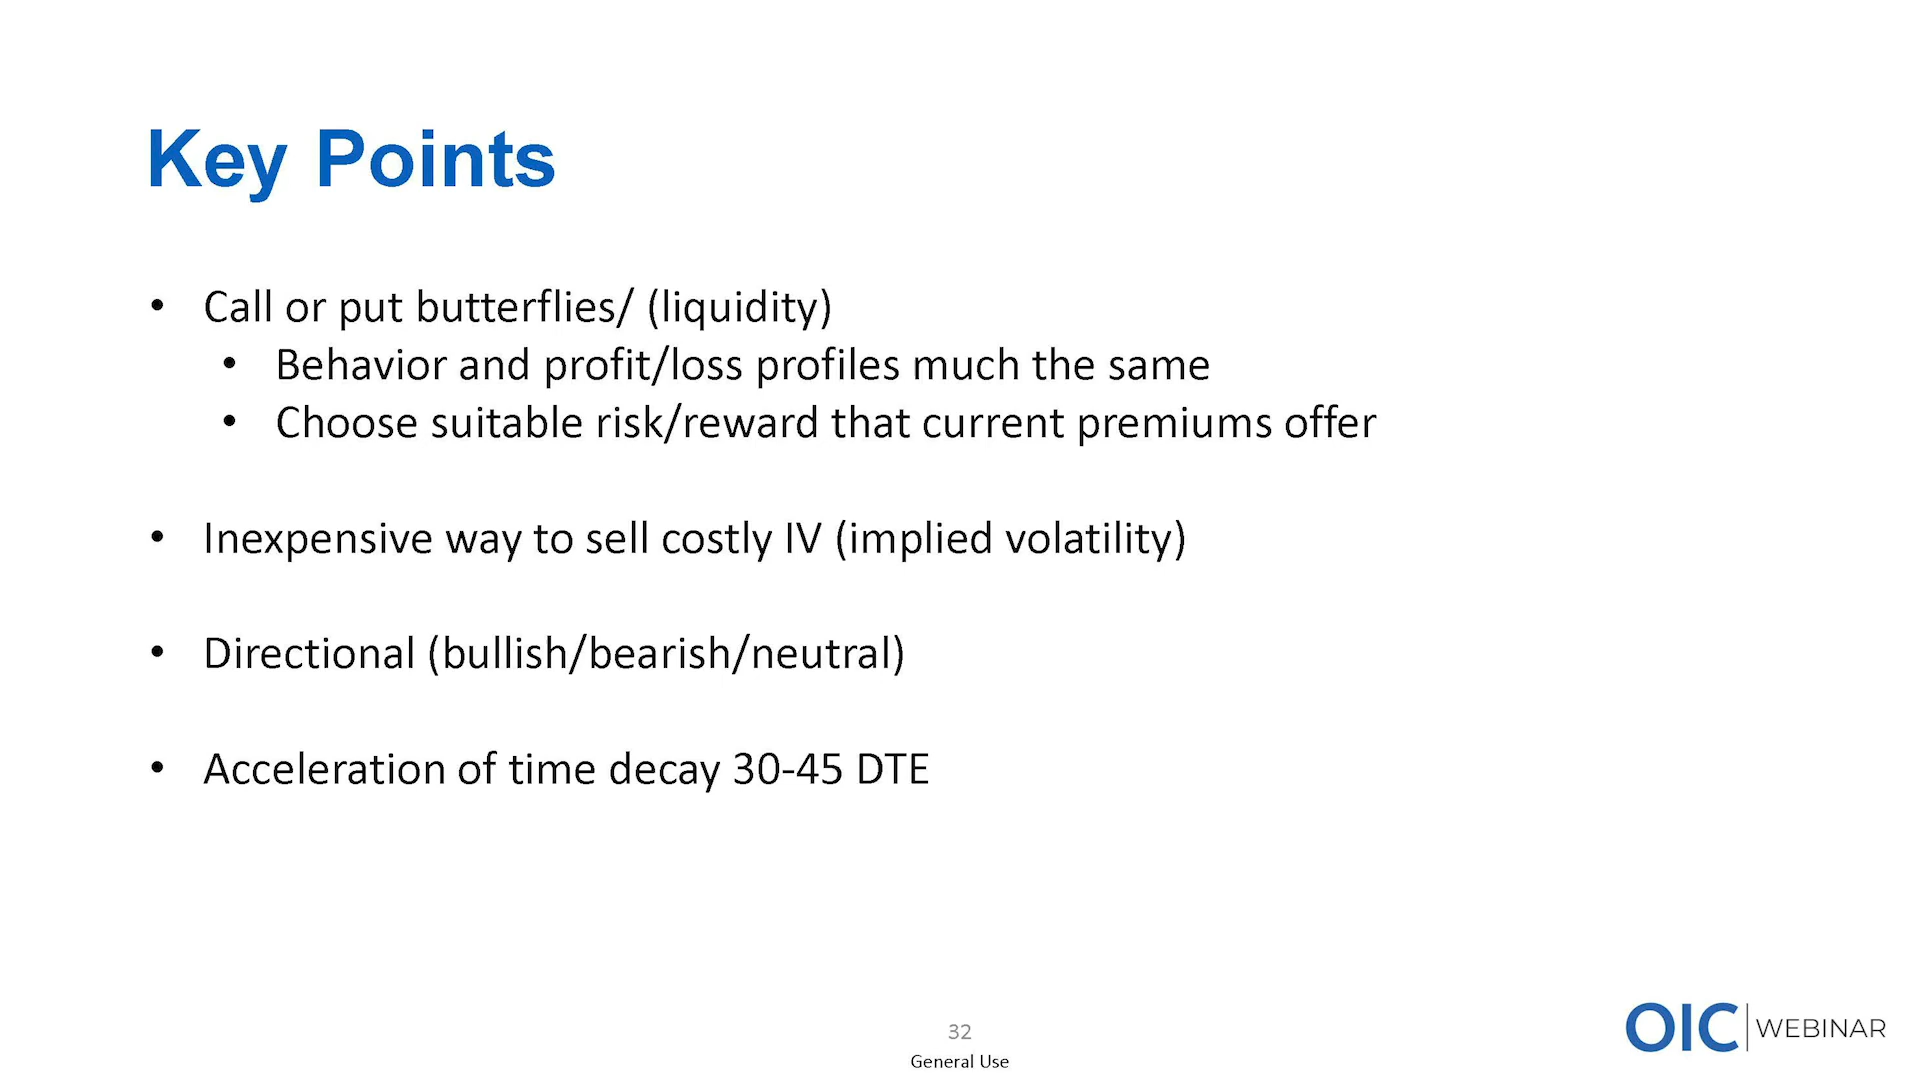 Key Points
• Call or put butterflies/ (liquidity)
• Behavior and profit/loss profiles much the same
• Choose suitable risk/reward that current premiums offer
• Inexpensive way to sell costly IV (implied volatility)
• Directional (bullish/bearish/neutral)
• Acceleration of time decay 30-45 DTE
32
General Use
OIC WEBINAR